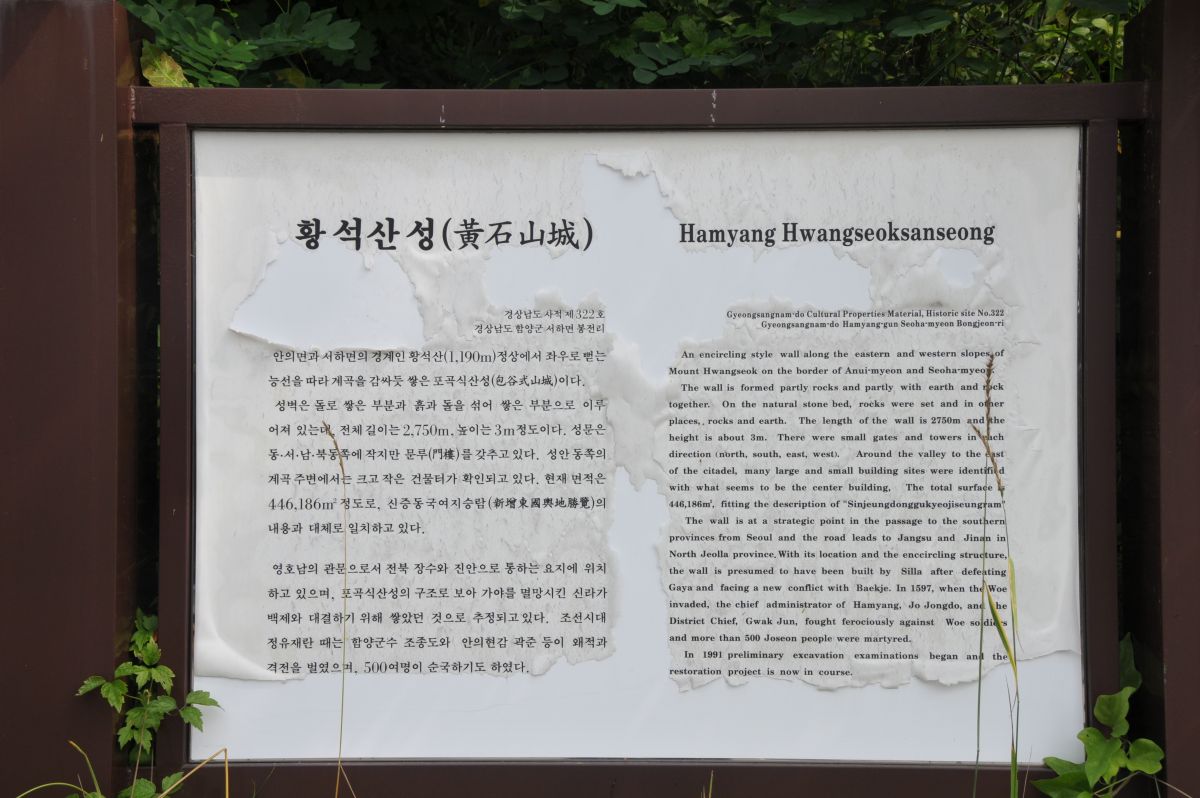 황석산성(黃石山城)
경상남도 사적 제322호
경상남도 함양군 서하면 봉전리
안의면과 서하면의 경계인 황석산(1,190m)정상에서 좌우로 뻗는
능선을 따라 계곡을 감싸듯 쌓은 포곡식산성(包谷式山城)이다.
성벽은 돌로 쌓은 부분과 흙과 돌을 섞어 쌓은 부분으로 이루
어져 있는데, 전체 길이는 2,750m, 높이는 3m정도이다. 성문은
동·서·남·북동쪽에 작지만 문루(門樓)를 갖추고 있다. 성안 동쪽의
계곡 주변에서는 크고 작은 건물터가 확인되고 있다. 현재 면적은
446,186㎡ 정도로, 신증동국여지승람(新增東國輿地勝覽)의
내용과 대체로 일치하고 있다.
영호남의 관문으로서 전북 장수와 진안으로 통하는 요지에 위치
하고 있으며, 포곡식산성의 구조로 보아 가야를 멸망시킨 신라가
백제와 대결하기 위해 쌓았던 것으로 추정되고있다. 조선시대
정유재란 때는 함양군수 조종도와 안의현감 곽준 등이 왜적과
격전을 벌였으며, 500여명이 순국하기도 하였다.
Hamyang Hwangseoksanseong
Gyeongsangnam-do Cultural Properties Material, Historic site No.322
Gyeongsangnam-do Hamyang-gun Seoha-myeon Bongjeon-ri
An encircling style wall along the eastern and western slopes of
Mount Hwangseok on the border of Anui-myeon and Seoha-myeon.
The wall is formed partly rocks and partly with earth and rock
together. On the natural stone bed, rocks were set and in other
places,. rocks and earth. The length of the wall is 2750m and the
height is about 3m. There were small gates and towers in each
direction (north, south, east, west). Around the valley to the east
of the citadel, many large and small building sites were identified
with what seems to be the center building. The total surface is
446,186㎡, fitting the description of "Sinjeungdonggukyeojiseungram"
The wall is at a strategic point in the passage to the southern
provinces from Seoul and the road leads to Jangsu and Jinan in
North Jeolla province. With its location and the enccircling structure,
the wall is presumed to have been built by Silla after defeating
Gaya and facing a new conflict with Baekje. In 1597, when the Woe
invaded, the chief administrator of Hamyang, Jo Jongdo, and the
District Chief, Gwak Jun, fought ferociously against Woe soldiers
and more than 500 Joseon people were martyred.
In 1991 preliminary excavation examinations began and the
restoration project is now in course.